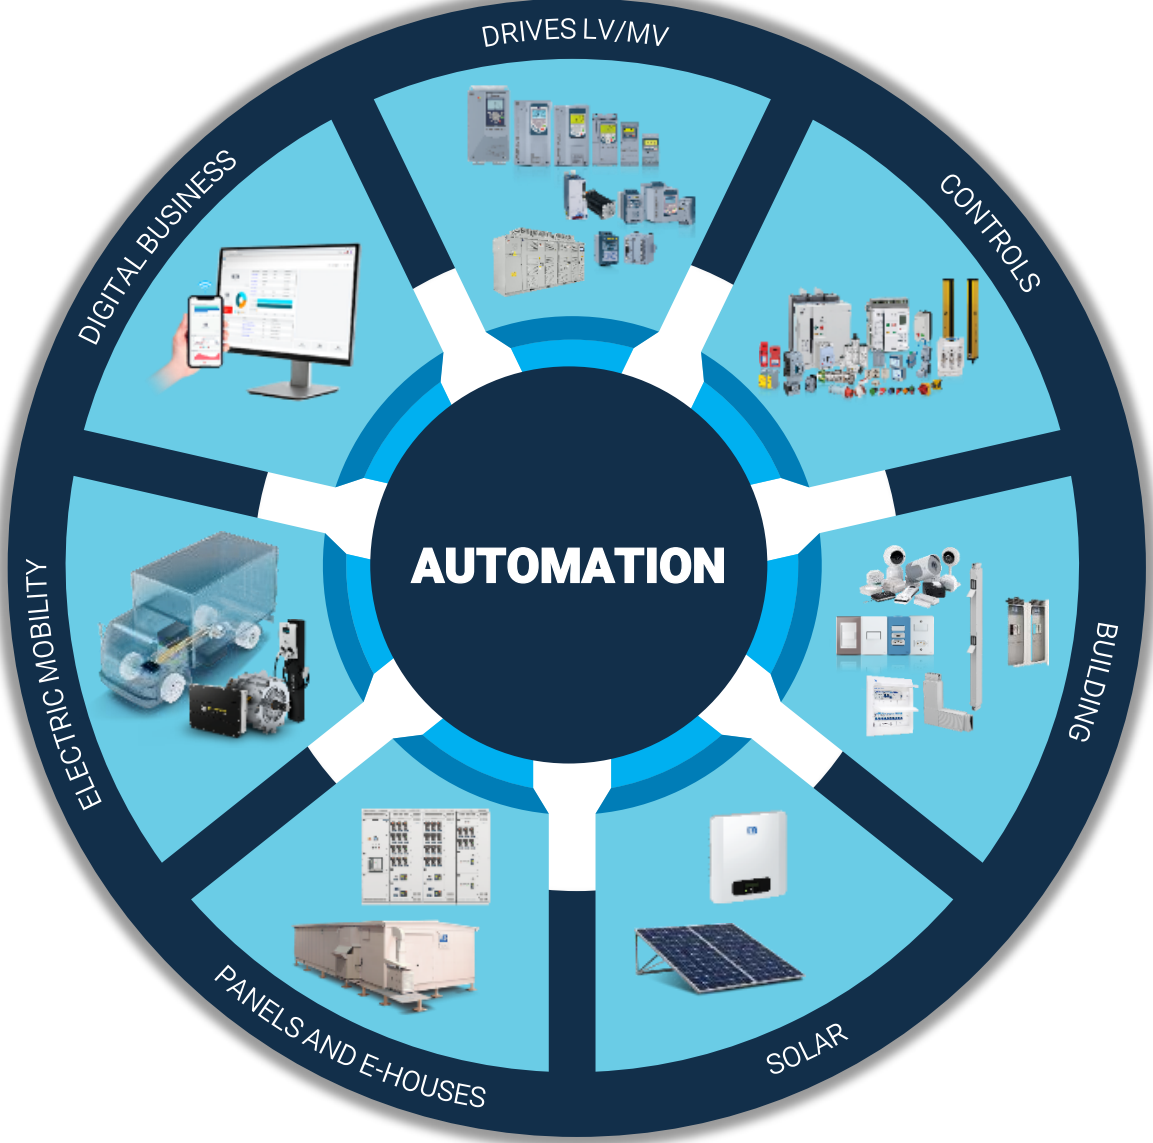 DRIVES LV/MV
CONTROLS
BUILDING
SOLAR
PANELS AND E-HOUSES
ELECTRIC MOBILITY
DIGITAL BUSINESS
AUTOMATION